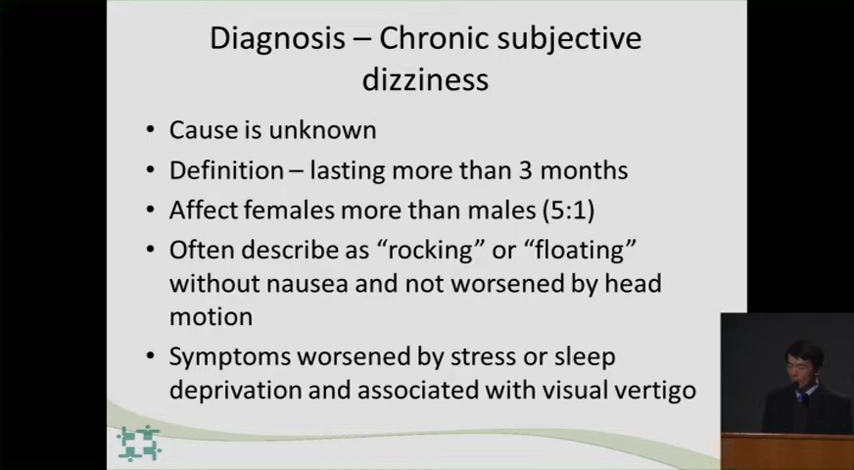 Diagnosis – Chronic subjective
dizziness
• Cause is unknown
• Definition – lasting more than 3 months
• Affect females more than males (5:1)
• Often describe as “rocking” or “floating”
without nausea and not worsened by head
motion
• Symptoms worsened by stress or sleep
deprivation and associated with visual vertigo